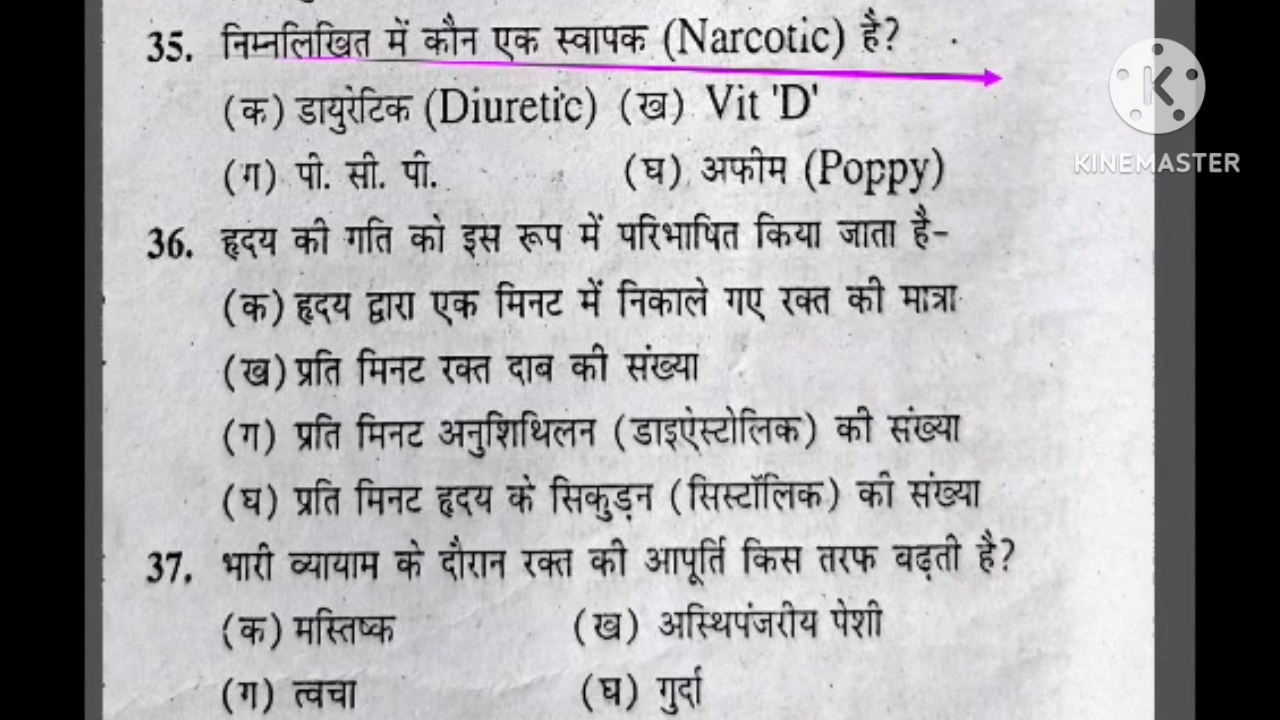 35. निम्नलिखित में कौन एक स्वापक (Narcotic) है?
(क) डायुरेटिक (Diuretic) (ख) Vit 'D'
(ग) पी. सी. पी. (घ) अफीम (Poppy)
KINEMASTER
36. हृदय की गति को इस रूप में परिभाषित किया जाता है-
(क) हृदय द्वारा एक मिनट में निकाले गए रक्त की मात्रा
(ख) प्रति मिनट रक्त दाब की संख्या
(ग) प्रति मिनट अनुशिथिलन (डाइऐस्टोलिक) की संख्या
(घ) प्रति मिनट हृदय के सिकुड़न (सिस्टॉलिक) की संख्या
37. भारी व्यायाम के दौरान रक्त की आपूर्ति किस तरफ बढ़ती है?
(क) मस्तिष्क (ख) अस्थिपंजरीय पेशी
(ग) त्वचा (घ) गुर्दा